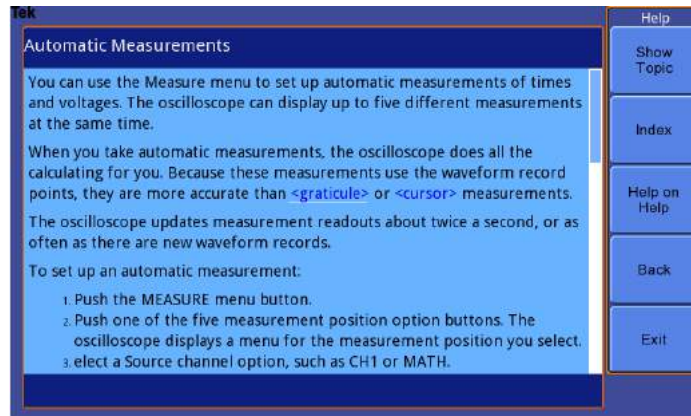 Tek
Automatic Measurements
You can use the Measure menu to set up automatic measurements of times
and voltages. The oscilloscope can display up to five different measurements
at the same time.
When you take automatic measurements, the oscilloscope does all the
calculating for you. Because these measurements use the waveform record
points, they are more accurate than <graticule> or <cursor> measurements.
The oscilloscope updates measurement readouts about twice a second, or as
often as there are new waveform records.
To set up an automatic measurement:
1. Push the MEASURE menu button.
2. Push one of the five measurement position option buttons. The
oscilloscope displays a menu for the measurement position you select.
3. elect a Source channel option, such as CH1 or MATH.
Help
Show
Topic
Index
Help on
Help
Back
Exit